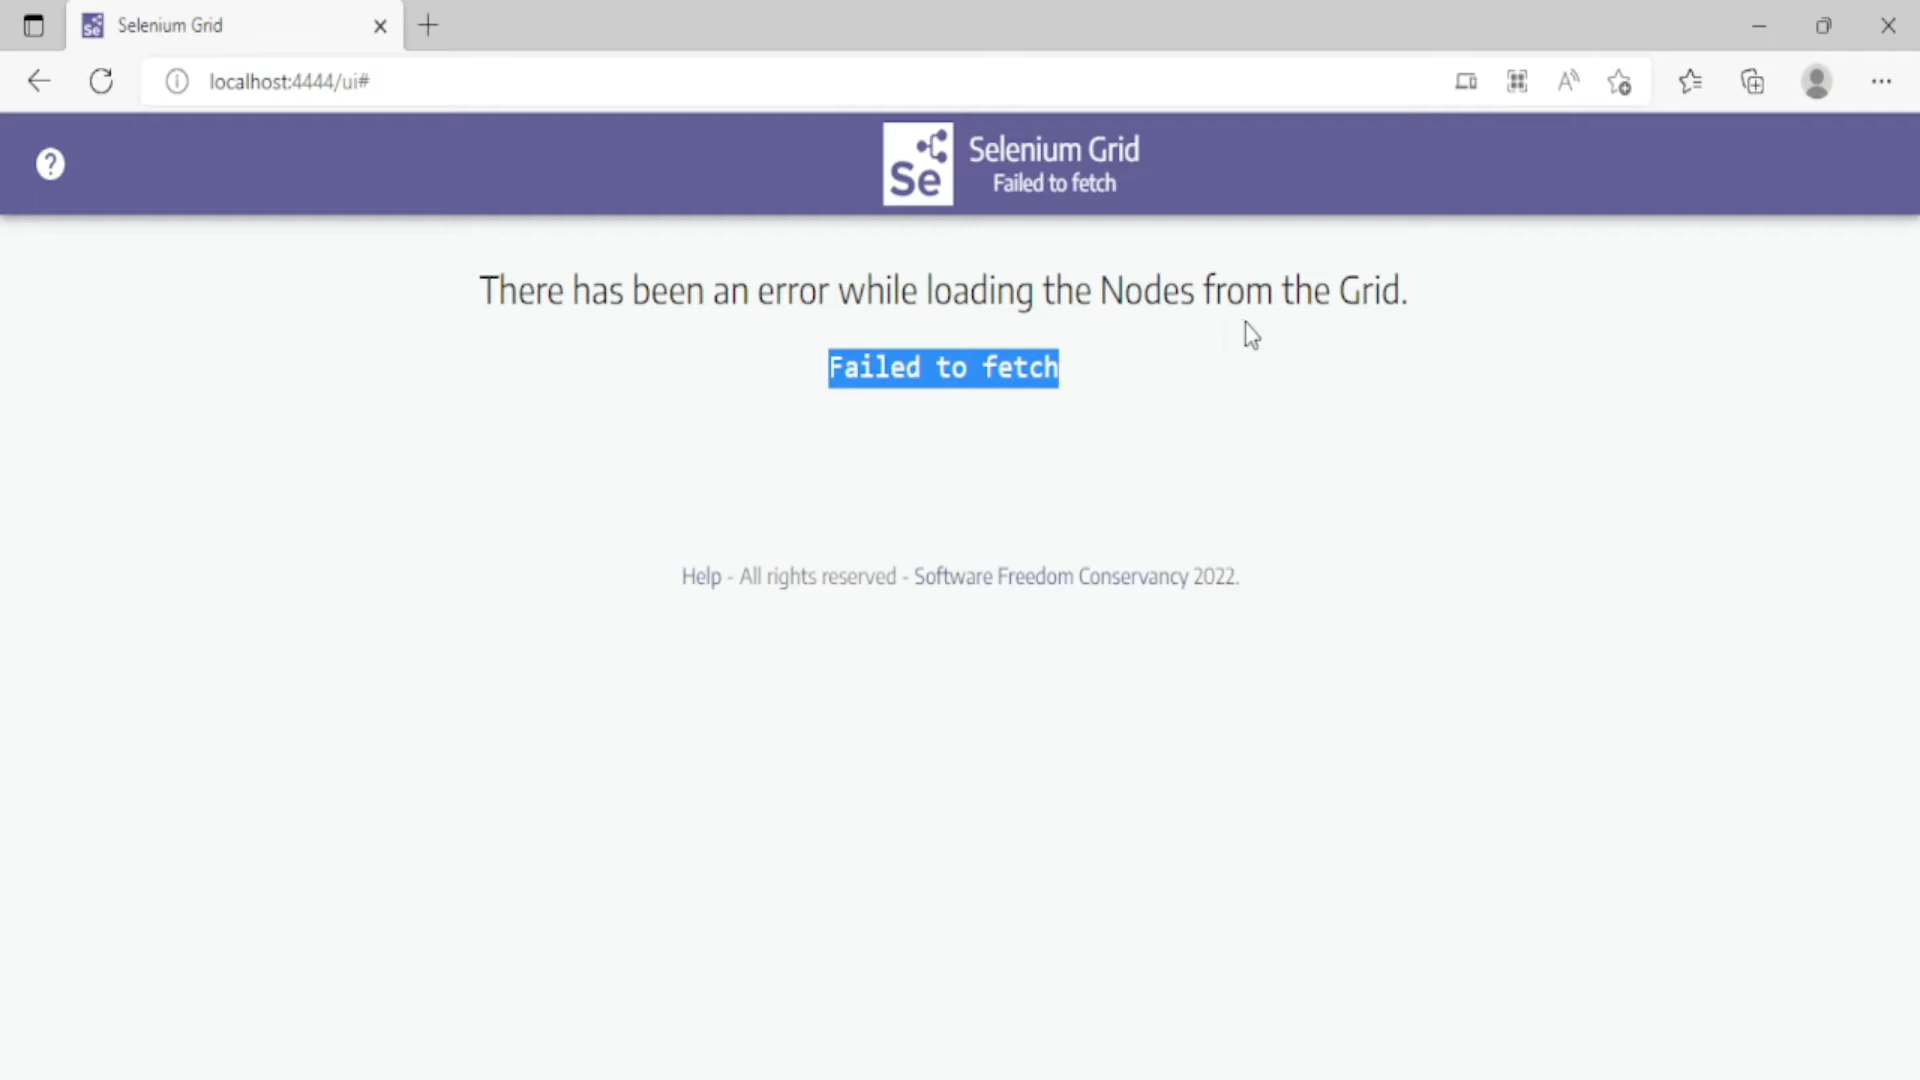 Selenium Grid
localhost:4444/ui#
Se
Selenium Grid
Failed to fetch
There has been an error while loading the Nodes from the Grid.
Failed to fetch
Help - All rights reserved - Software Freedom Conservancy 2022.